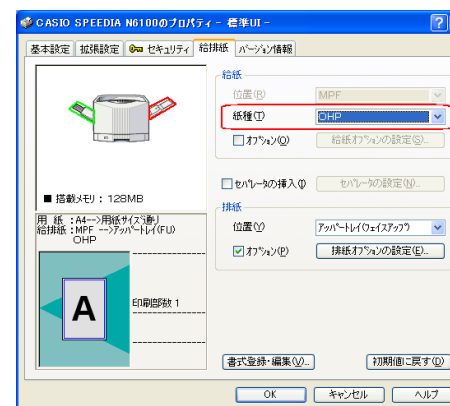 CASIO SPEEDIA N6100のプロパティ - 標準UI -
基本設定 拡張設定 セキュリティ 給排紙 バージョン情報
給紙
位置(R) MPF
紙種(T) OHP
オプション(O) 給紙オプションの設定(S)...
■ 搭載メモリ : 128MB
セパレータの挿入(I) セパレータの設定(N)...
用 紙 : A4-->用紙サイズ通り
給排紙 : MPF -->アッパートレイ(FU)
OHP
排紙
位置(Y) アッパートレイ(フェイスアップ)
オプション(P) 排紙オプションの設定(E)...
A 印刷部数 1
書式登録・編集(V)... 初期値に戻す(D)
OK キャンセル ヘルプ